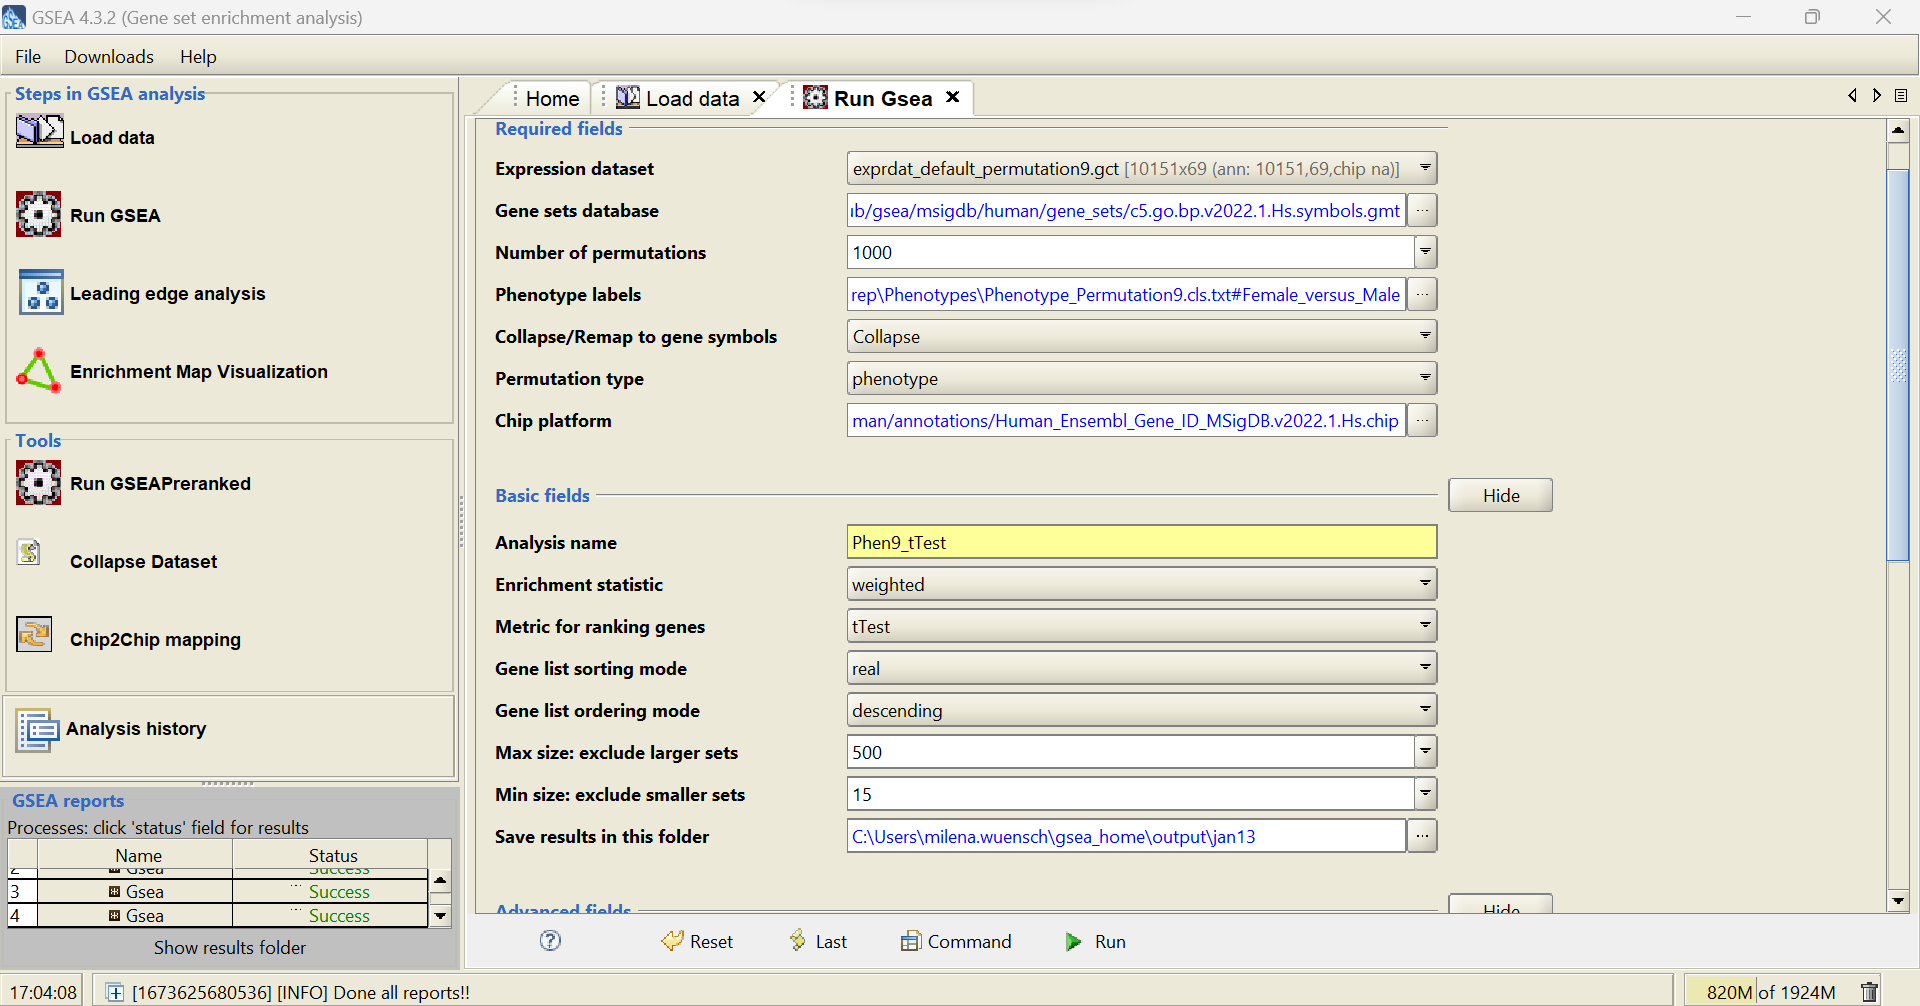 GSEA 4.3.2 (Gene set enrichment analysis)
File Downloads Help
Steps in GSEA analysis
Load data
Run GSEA
Leading edge analysis
Enrichment Map Visualization
Tools
Run GSEAPreranked
Collapse Dataset
Chip2Chip mapping
Analysis history
GSEA reports
Processes: click 'status' field for results
Name Status
2 Gsea Success
3 Gsea Success
4 Gsea Success
Show results folder
Home Load data Run Gsea
Required fields
Expression dataset exprdat_default_permutation9.gct [10151x69 (ann: 10151,69,chip na)]
Gene sets database ıb/gsea/msigdb/human/gene_sets/c5.go.bp.v2022.1.Hs.symbols.gmt ...
Number of permutations 1000
Phenotype labels rep\Phenotypes\Phenotype_Permutation9.cls.txt#Female_versus_Male ...
Collapse/Remap to gene symbols Collapse
Permutation type phenotype
Chip platform man/annotations/Human_Ensembl_Gene_ID_MSigDB.v2022.1.Hs.chip ...
Basic fields Hide
Analysis name Phen9_tTest
Enrichment statistic weighted
Metric for ranking genes tTest
Gene list sorting mode real
Gene list ordering mode descending
Max size: exclude larger sets 500
Min size: exclude smaller sets 15
Save results in this folder C:\Users\milena.wuensch\gsea_home\output\jan13 ...
Advanced fields Hide
? Reset Last Command Run
17:04:08 [1673625680536] [INFO] Done all reports!! 820M of 1924M